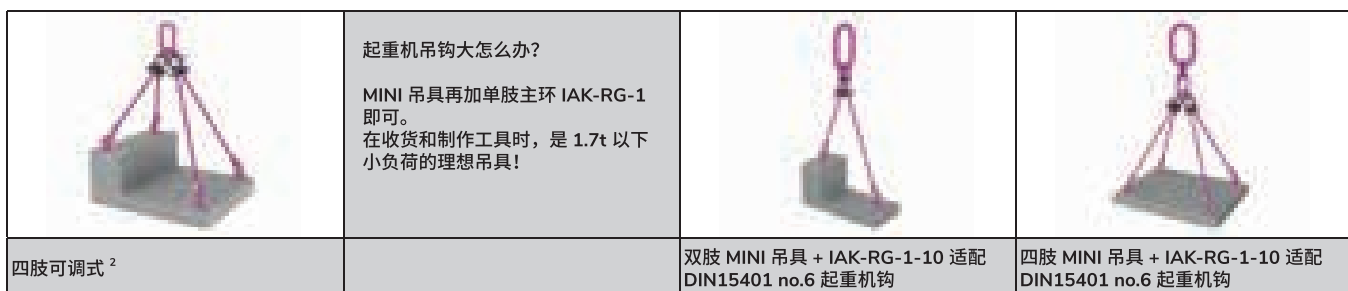 起重机吊钩大怎么办?
MINI 吊具再加单肢主环 IAK-RG-1
即可。
在收货和制作工具时，是 1.7t 以下
小负荷的理想吊具！
四肢可调式 ²
双肢 MINI 吊具 + IAK-RG-1-10 适配
DIN15401 no.6 起重机钩
四肢 MINI 吊具 + IAK-RG-1-10 适配
DIN15401 no.6 起重机钩